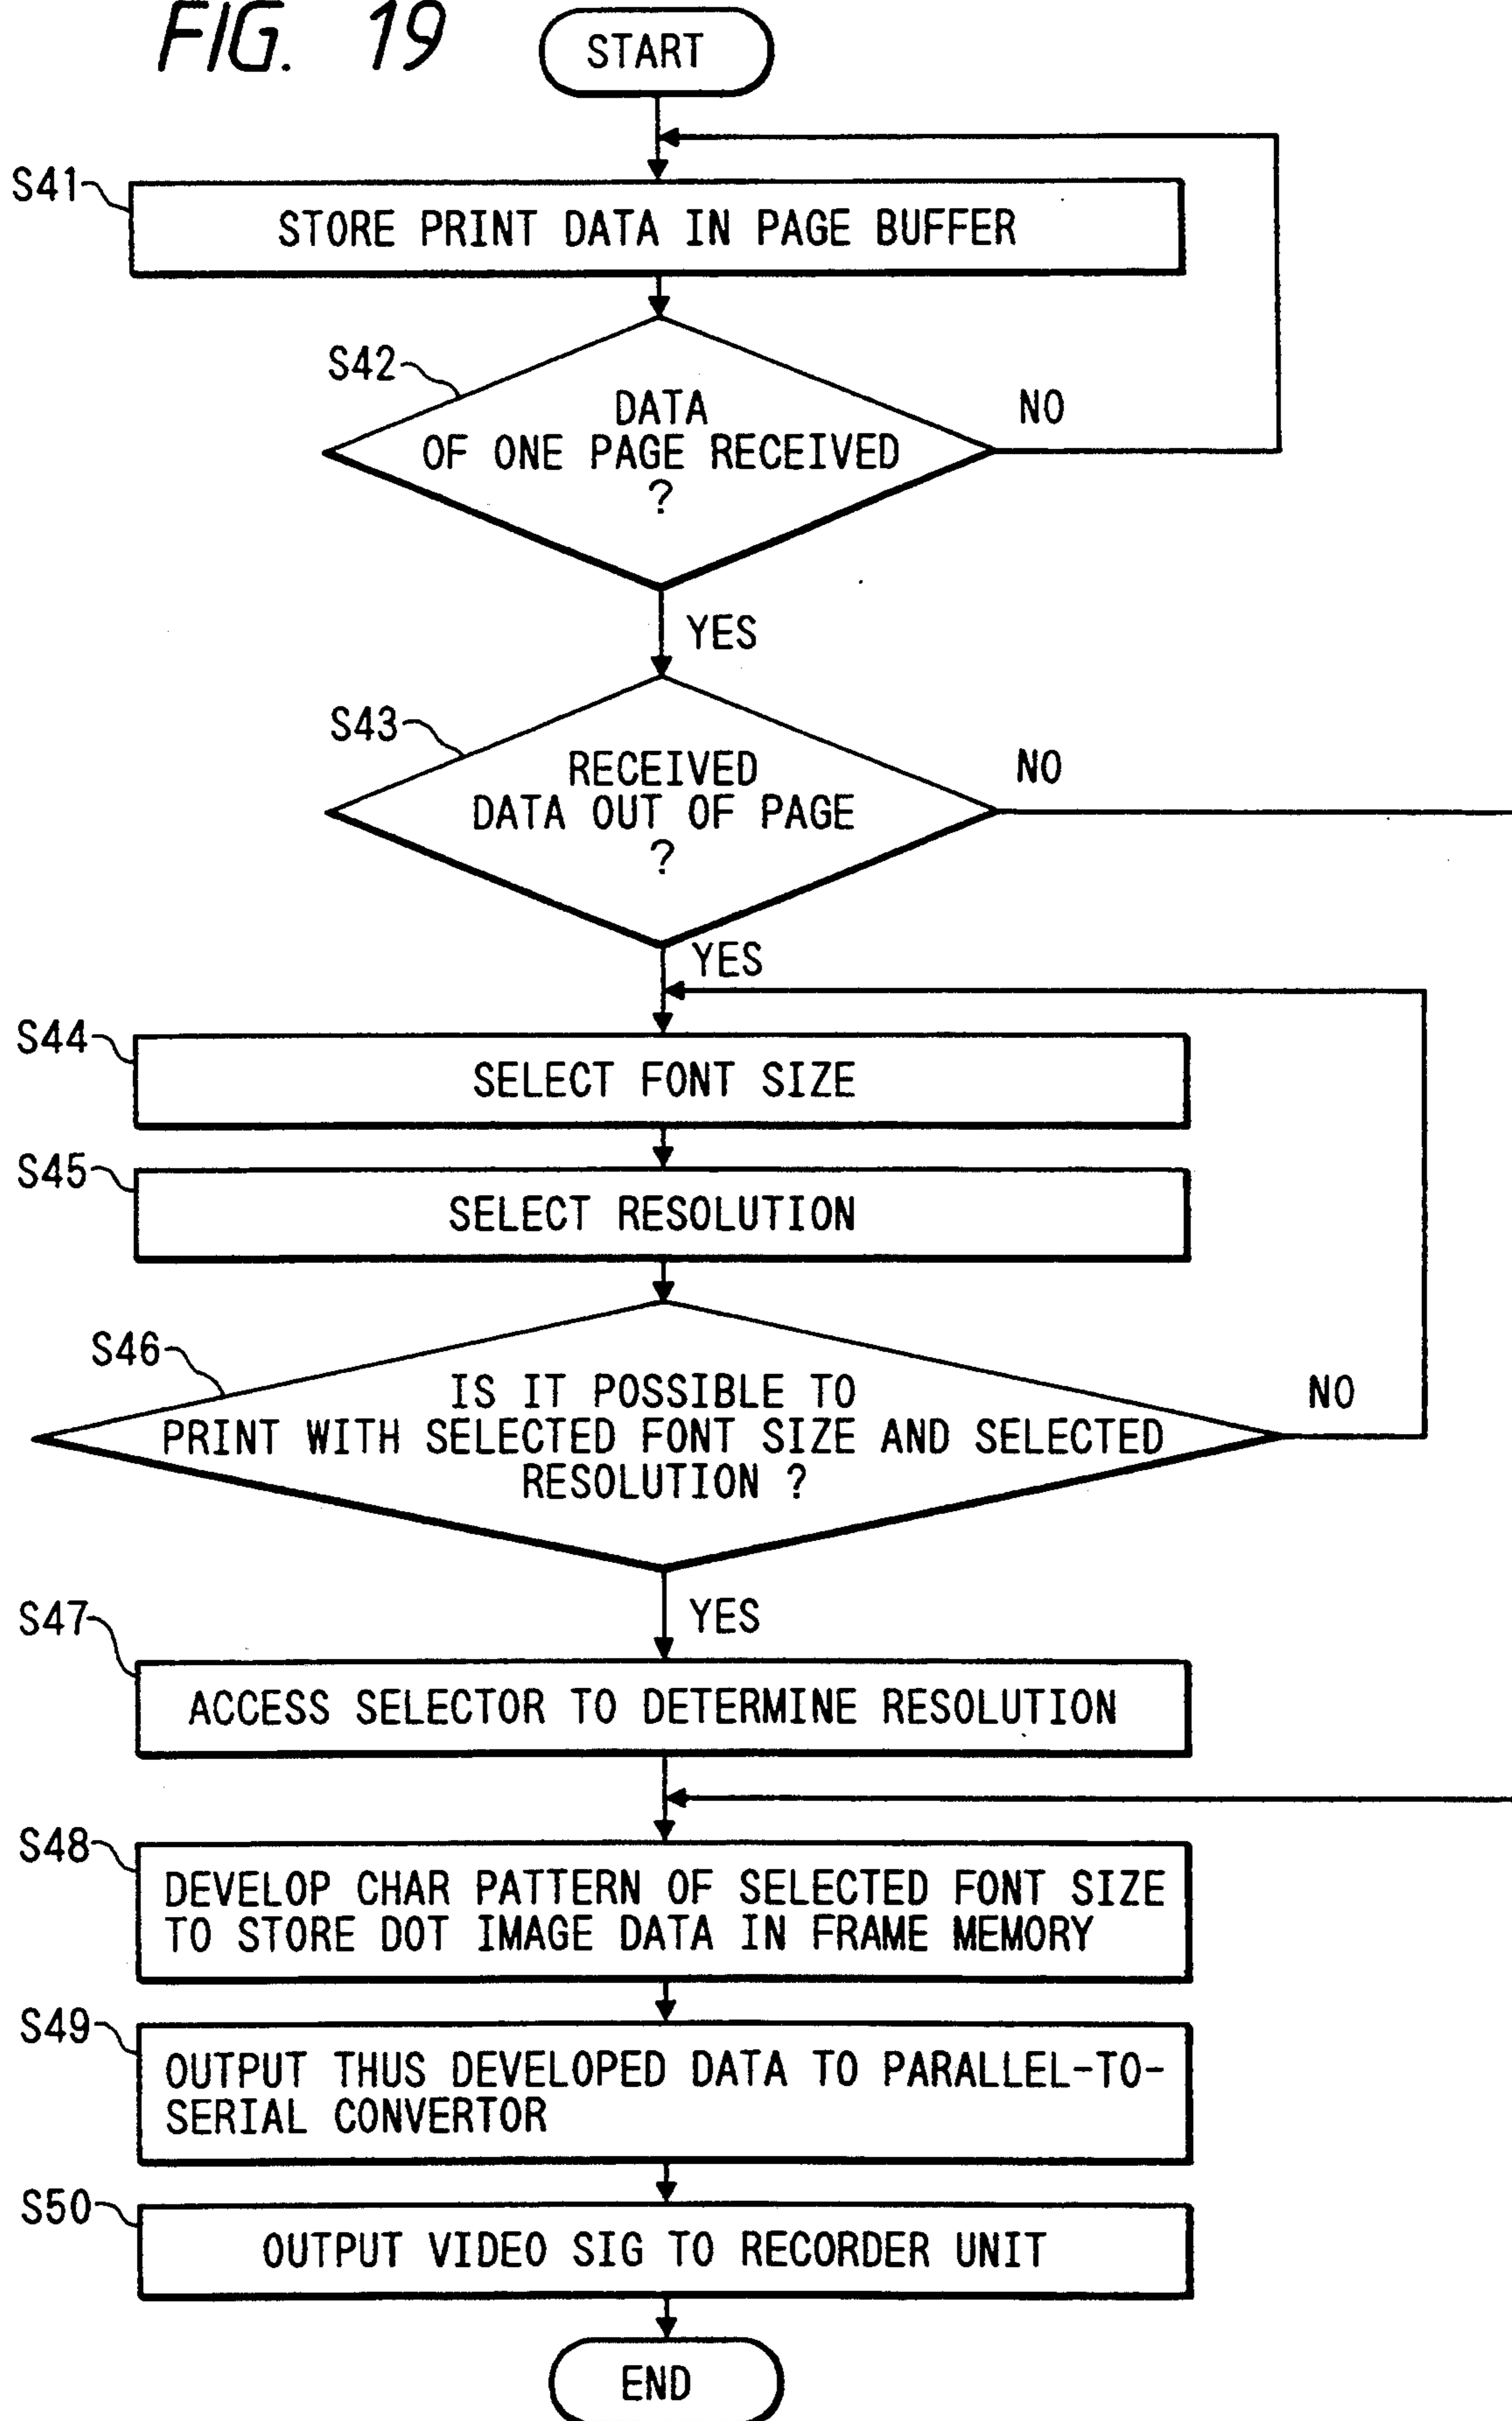 FIG. 19
START
S41
STORE PRINT DATA IN PAGE BUFFER
S42
DATA
OF ONE PAGE RECEIVED
?
NO
YES
S43
RECEIVED
DATA OUT OF PAGE
?
NO
YES
S44
SELECT FONT SIZE
S45
SELECT RESOLUTION
S46
IS IT POSSIBLE TO
PRINT WITH SELECTED FONT SIZE AND SELECTED
RESOLUTION ?
NO
YES
S47
ACCESS SELECTOR TO DETERMINE RESOLUTION
S48
DEVELOP CHAR PATTERN OF SELECTED FONT SIZE
TO STORE DOT IMAGE DATA IN FRAME MEMORY
S49
OUTPUT THUS DEVELOPED DATA TO PARALLEL-TO-
SERIAL CONVERTOR
S50
OUTPUT VIDEO SIG TO RECORDER UNIT
END